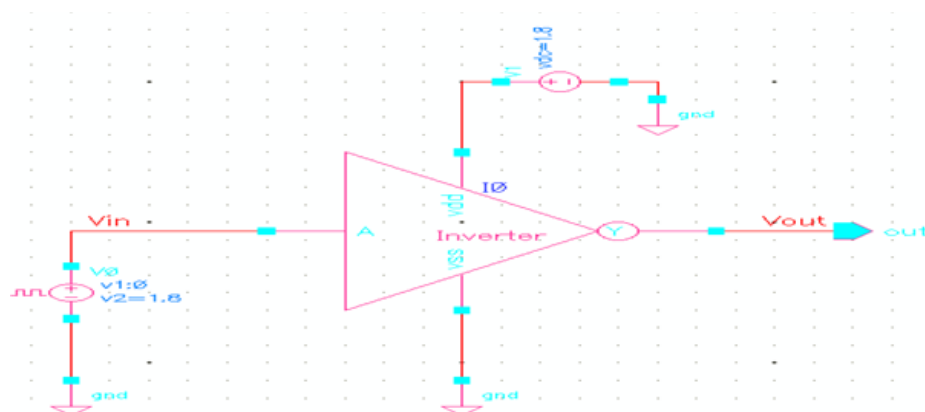 vdc=1.8
V1
+ -
gnd
I0
vdd
Vin
A
Inverter
Y
Vout
out
vss
V0
+
-
v1:0
v2=1.8
gnd
gnd